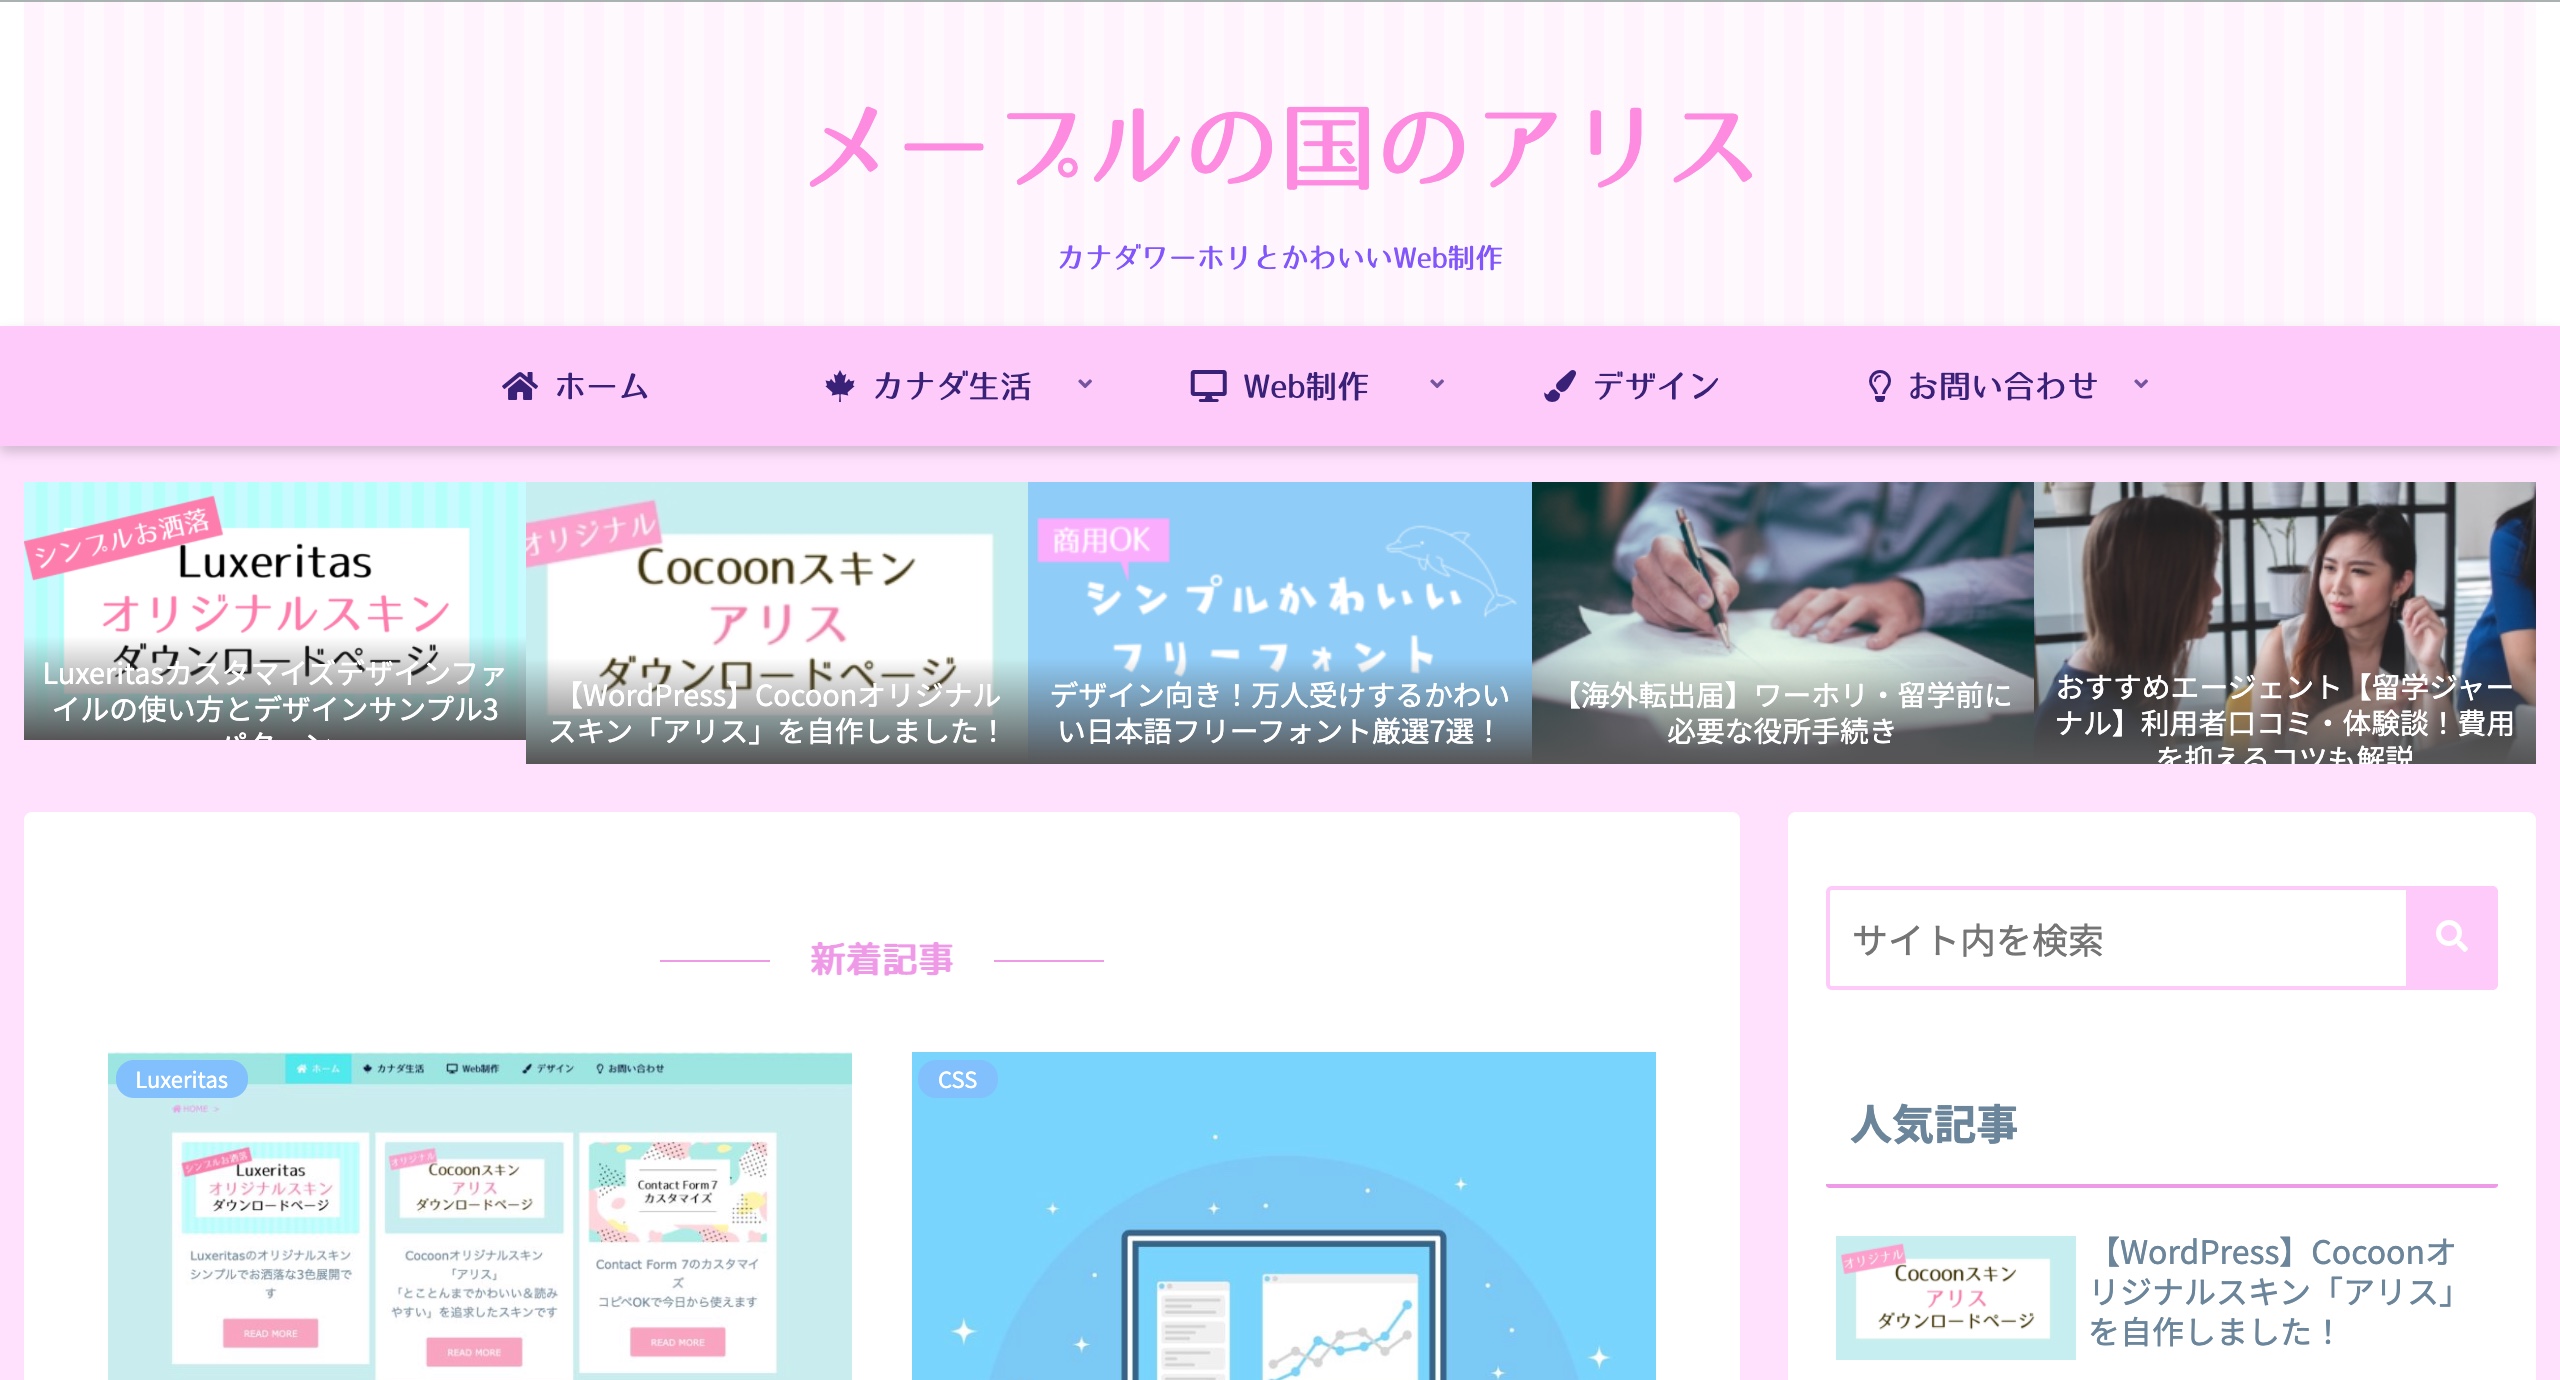 メープルの国のアリス
カナダワーホリとかわいいWeb制作
ホーム
カナダ生活
Web制作
デザイン
お問い合わせ
シンプルお洒落
Luxeritas
オリジナルスキン
ダウンロードページ
Luxeritasカスタマイズデザインファ
イルの使い方とデザインサンプル3
パターン
オリジナル
Cocoonスキン
アリス
ダウンロードページ
【WordPress】Cocoonオリジナル
スキン「アリス」を自作しました！
商用OK
シンプルかわいい
フリーフォント
デザイン向き！万人受けするかわい
い日本語フリーフォント厳選7選！
【海外転出届】ワーホリ・留学前に
必要な役所手続き
おすすめエージェント【留学ジャー
ナル】利用者口コミ・体験談！費用
を抑えるコツも解説
新着記事
Luxeritas
ホーム
カナダ生活
Web制作
デザイン
お問い合わせ
HOME >
シンプルお洒落
Luxeritas
オリジナルスキン
ダウンロードページ
Luxeritasのオリジナルスキン
シンプルでお洒落な3色展開で
す
READ MORE
オリジナル
Cocoonスキン
アリス
ダウンロードページ
Cocoonオリジナルスキン
「アリス」
「とことんまでかわいい＆読み
やすい」を追求したスキンです
READ MORE
Contact Form 7
カスタマイズ
Contact Form 7のカスタマイ
ズ
コピペOKで今日から使えます
READ MORE
CSS
サイト内を検索
人気記事
オリジナル
Cocoonスキン
アリス
ダウンロードページ
【WordPress】Cocoonオ
リジナルスキン「アリス」
を自作しました！